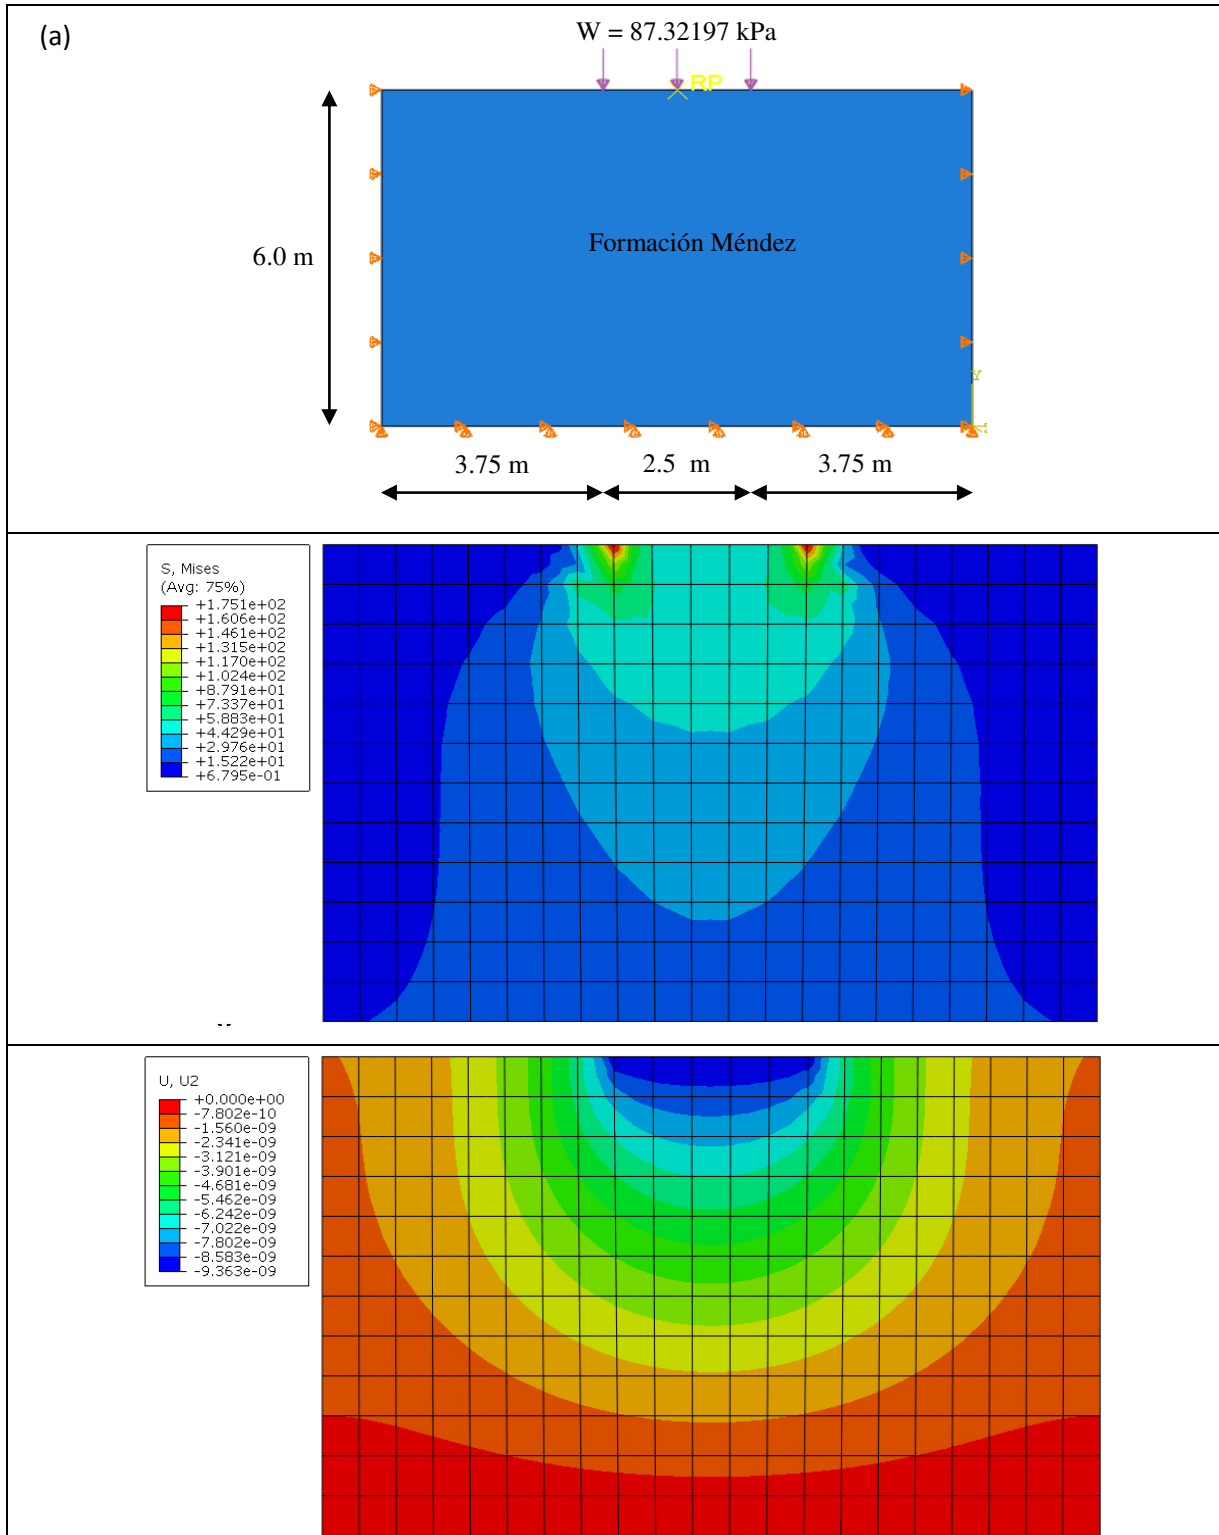 (a)
W = 87.32197 kPa
RP
6.0 m
Formación Méndez
Y
3.75 m
2.5 m
3.75 m
S, Mises
(Avg: 75%)
+1.751e+02
+1.606e+02
+1.461e+02
+1.315e+02
+1.170e+02
+1.024e+02
+8.791e+01
+7.337e+01
+5.883e+01
+4.429e+01
+2.976e+01
+1.522e+01
+6.795e-01
U, U2
+0.000e+00
-7.802e-10
-1.560e-09
-2.341e-09
-3.121e-09
-3.901e-09
-4.681e-09
-5.462e-09
-6.242e-09
-7.022e-09
-7.802e-09
-8.583e-09
-9.363e-09